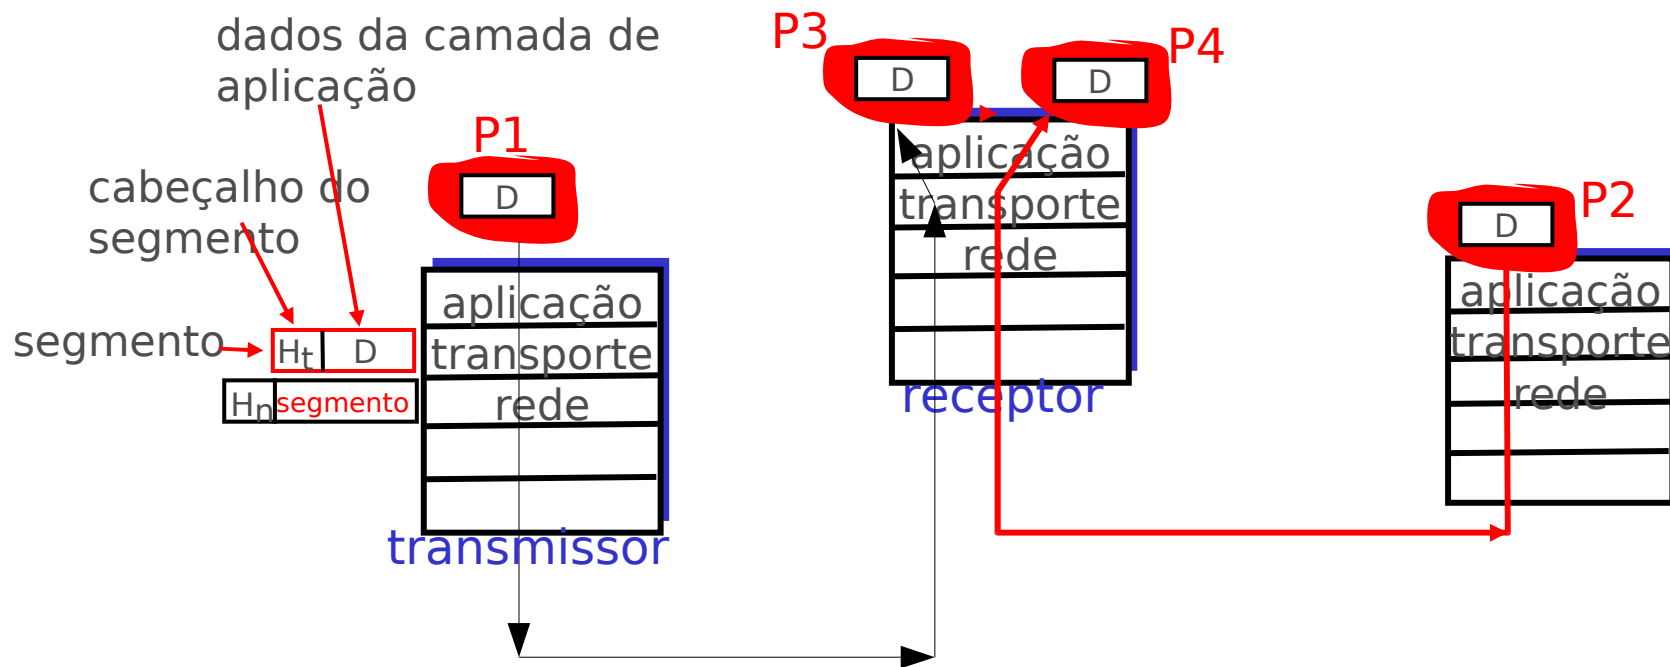 dados da camada de
aplicação
cabeçalho do
segmento
segmento
Ht D
Hn segmento
P1
D
aplicação
transporte
rede
transmissor
P3
D
P4
D
aplicação
transporte
rede
receptor
P2
D
aplicação
transporte
rede